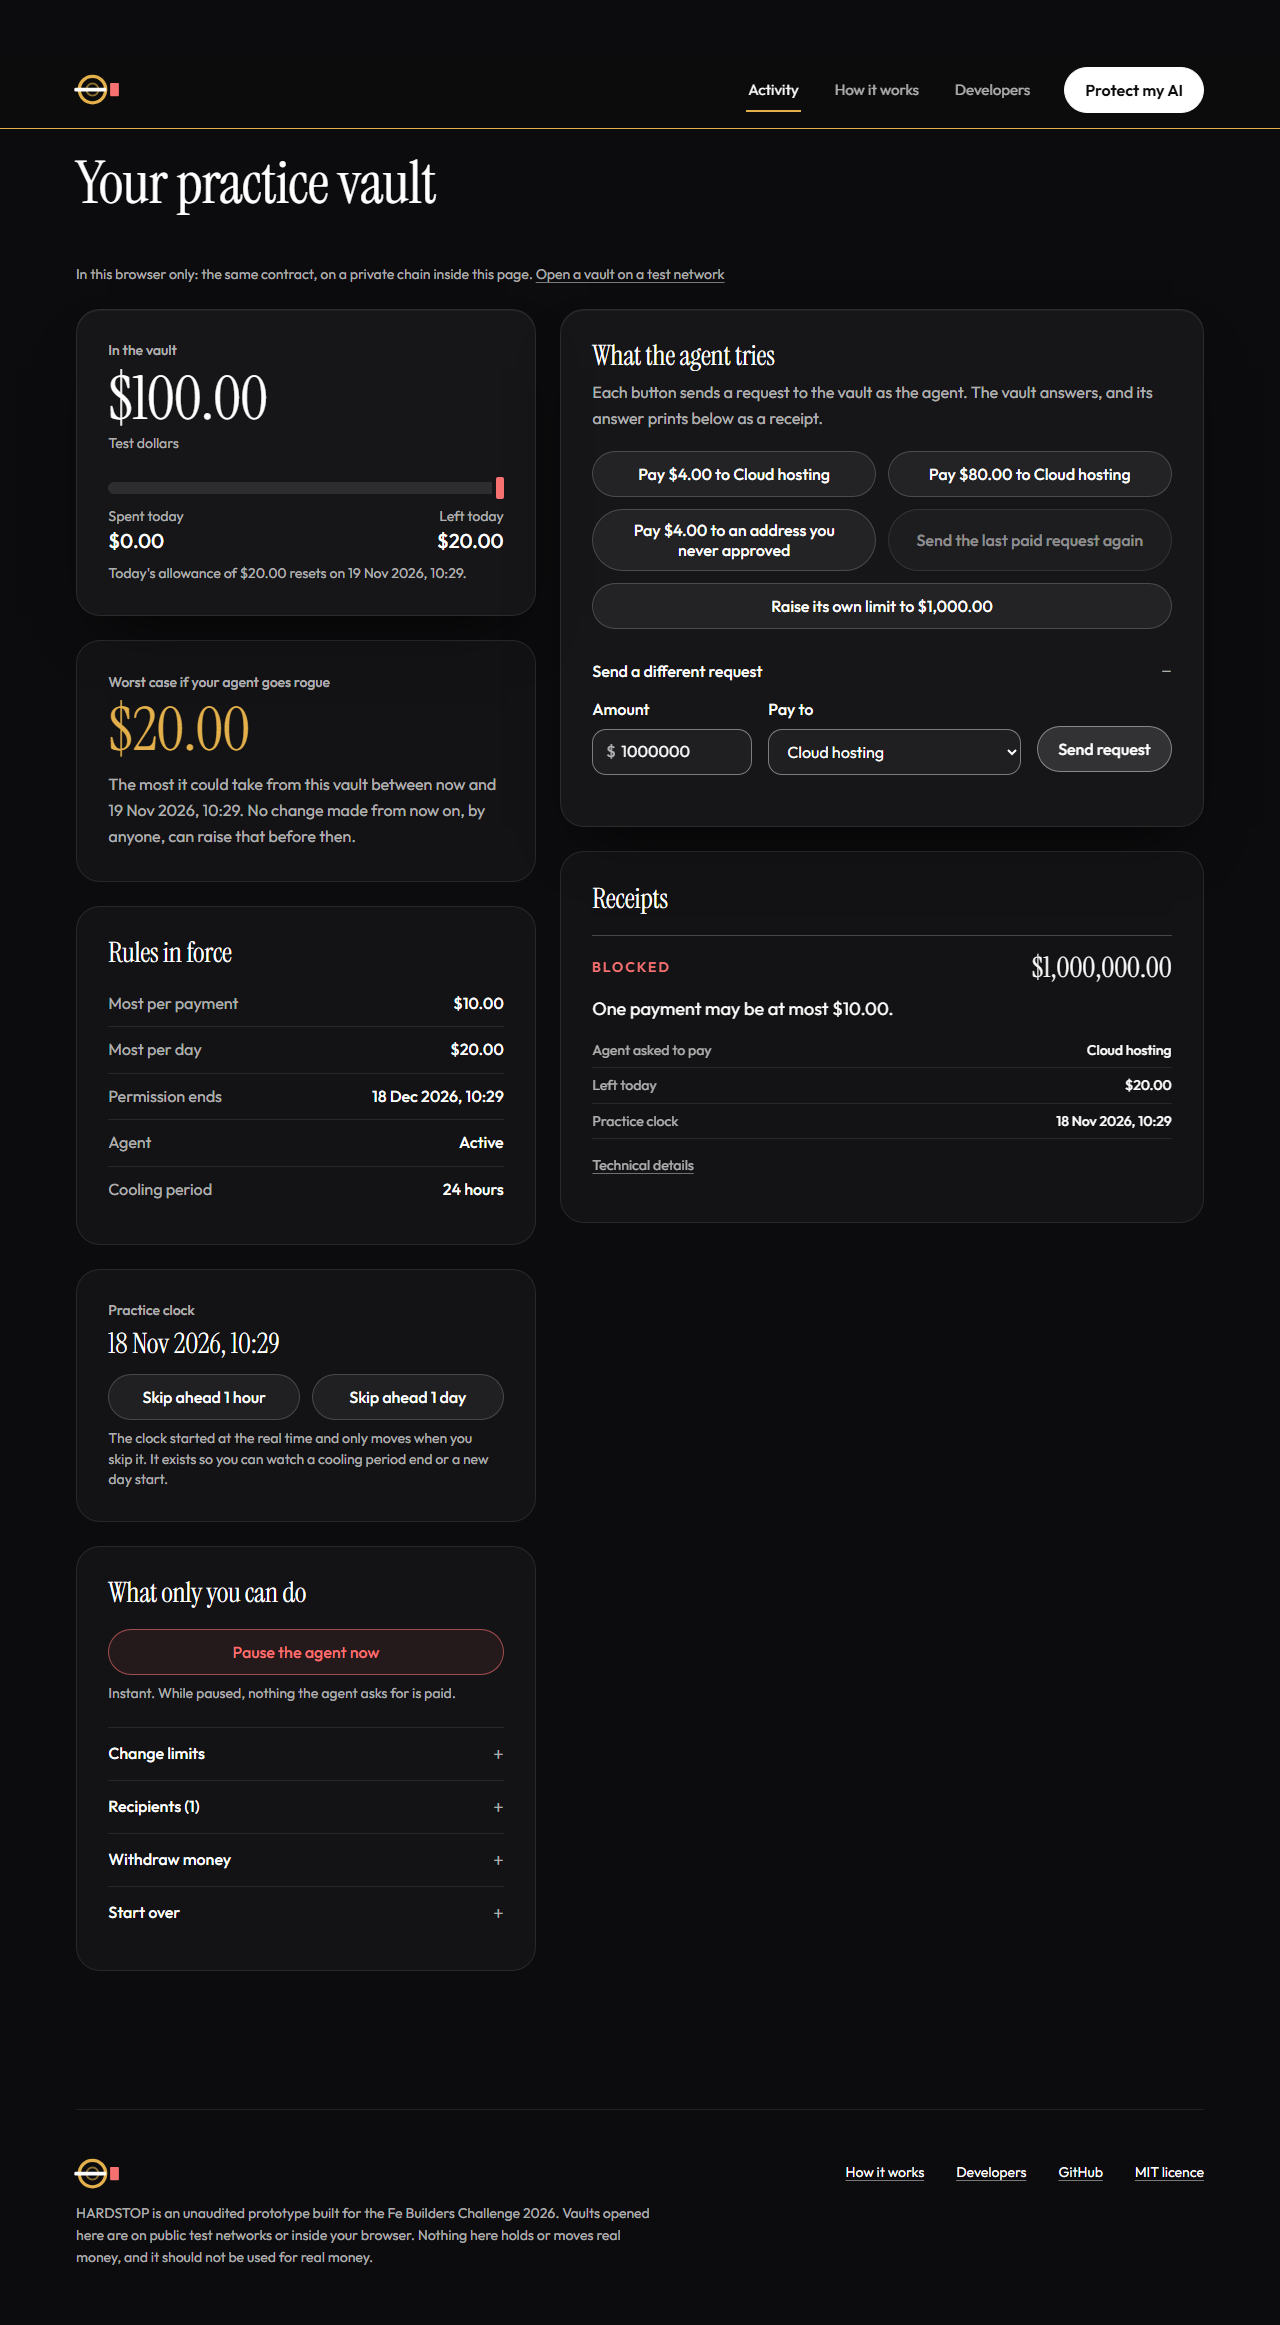 Activity
How it works
Developers
Protect my AI
Your practice vault
In this browser only: the same contract, on a private chain inside this page. Open a vault on a test network
In the vault
$100.00
Test dollars
Spent today
Left today
$0.00
$20.00
Today's allowance of $20.00 resets on 19 Nov 2026, 10:29.
Worst case if your agent goes rogue
$20.00
The most it could take from this vault between now and
19 Nov 2026, 10:29. No change made from now on, by
anyone, can raise that before then.
Rules in force
Most per payment
$10.00
Most per day
$20.00
Permission ends
18 Dec 2026, 10:29
Agent
Active
Cooling period
24 hours
Practice clock
18 Nov 2026, 10:29
Skip ahead 1 hour
Skip ahead 1 day
The clock started at the real time and only moves when you
skip it. It exists so you can watch a cooling period end or a new
day start.
What only you can do
Pause the agent now
Instant. While paused, nothing the agent asks for is paid.
Change limits
+
Recipients (1)
+
Withdraw money
+
Start over
+
What the agent tries
Each button sends a request to the vault as the agent. The vault answers, and its
answer prints below as a receipt.
Pay $4.00 to Cloud hosting
Pay $80.00 to Cloud hosting
Pay $4.00 to an address you
never approved
Send the last paid request again
Raise its own limit to $1,000.00
Send a different request
−
Amount
Pay to
$ 1000000
Cloud hosting
Send request
Receipts
BLOCKED
$1,000,000.00
One payment may be at most $10.00.
Agent asked to pay
Cloud hosting
Left today
$20.00
Practice clock
18 Nov 2026, 10:29
Technical details
How it works
Developers
GitHub
MIT licence
HARDSTOP is an unaudited prototype built for the Fe Builders Challenge 2026. Vaults opened
here are on public test networks or inside your browser. Nothing here holds or moves real
money, and it should not be used for real money.